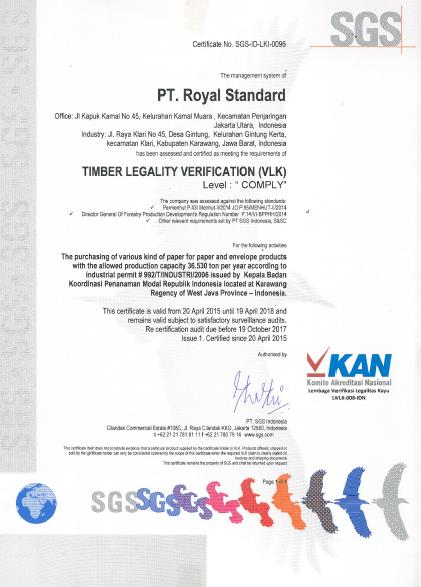 SGS
Certificate No. SGS-ID-LKI-0096
The management system of
PT. Royal Standard
Office: Jl Kapuk Kamal No 45, Kelurahan Kamal Muara , Kecamatan Penjaringan
Jakarta Utara, Indonesia
Industry: JL. Raya Klari No 45, Desa Gintung, Kelurahan Gintung Kerta,
kecamatan Klari, Kabupaten Karawang, Jawa Barat, Indonesia
has been assessed and certified as meeting the requirements of
TIMBER LEGALITY VERIFICATION (VLK)
Level : " COMPLY"
The company was assessed against the following standards:
✓ Permenhut P.43/ Menhut-II/2014 JO P.95/MENHUT-II/2014
✓ Director General Of Forestry Production Development's Regulation Number P.14/VI-BPPHH/2014
✓ Other relevant requirements set by PT SGS Indonesia, S&SC
For the following activities
The purchasing of various kind of paper for paper and envelope products
with the allowed production capacity 36.530 ton per year according to
industrial permit # 992/T/INDUSTRI/2006 issued by Kepala Badan
Koordinasi Penanaman Modal Republik Indonesia located at Karawang
Regency of West Java Province – Indonesia.
This certificate is valid from 20 April 2015 until 19 April 2018 and
remains valid subject to satisfactory surveillance audits.
Re certification audit due before 19 October 2017
Issue 1. Certified since 20 April 2015
Authorised by
KAN
Komite Akreditasi Nasional
Lembaga Verifikasi Legalitas Kayu
LVLK-008-IDN
PT. SGS Indonesia
Cilandak Commercial Estate #108C, Jl. Raya Cilandak KKO, Jakarta 12560, Indonesia
t +62 21 781 81 11 f +62 21 780 79 14 www.sgs.com
This certificate itself does not constitute evidence that a particular product supplied by the certificate holder is VLK. Products offered, shipped or
sold by the certificate holder can only be considered covered by the scope of this certificate when the required VLK claim is clearly stated on
invoices and shipping documents
This certificate remains the property of SGS and shall be returned upon request
Page 1 of 1
SGS SGS SGS